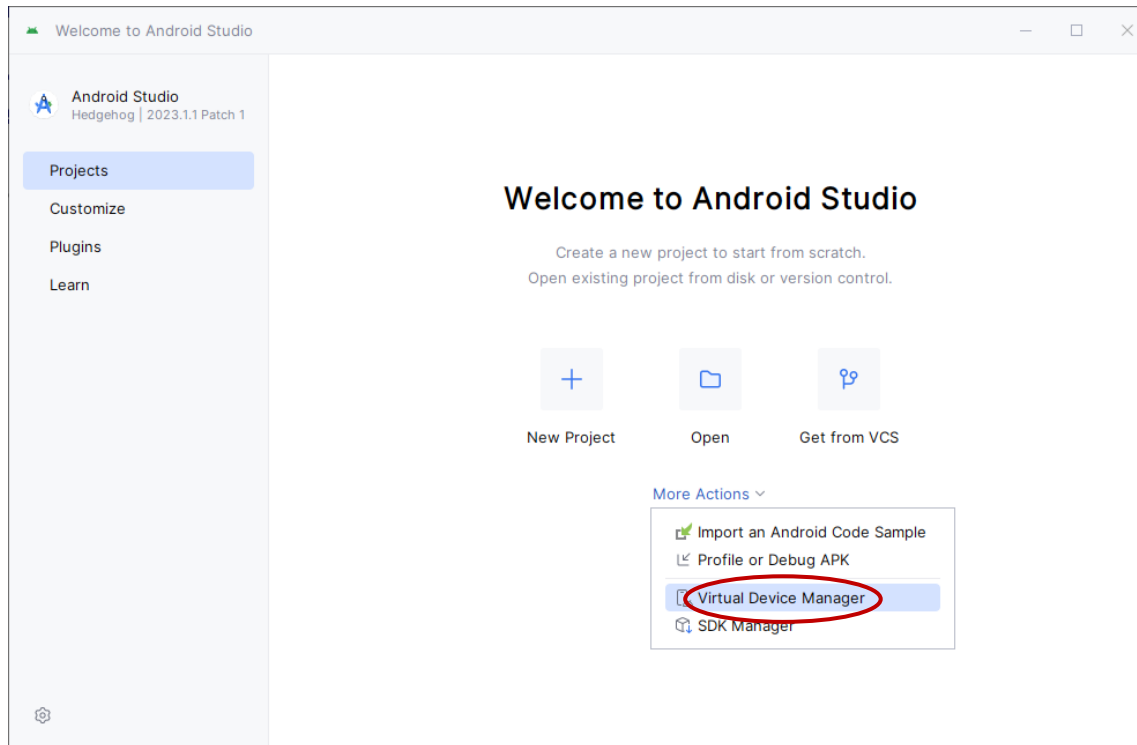 Welcome to Android Studio
Android Studio
Hedgehog | 2023.1.1 Patch 1
Projects
Customize
Plugins
Learn
Welcome to Android Studio
Create a new project to start from scratch.
Open existing project from disk or version control.
New Project
Open
Get from VCS
More Actions
Import an Android Code Sample
Profile or Debug APK
Virtual Device Manager
SDK Manager